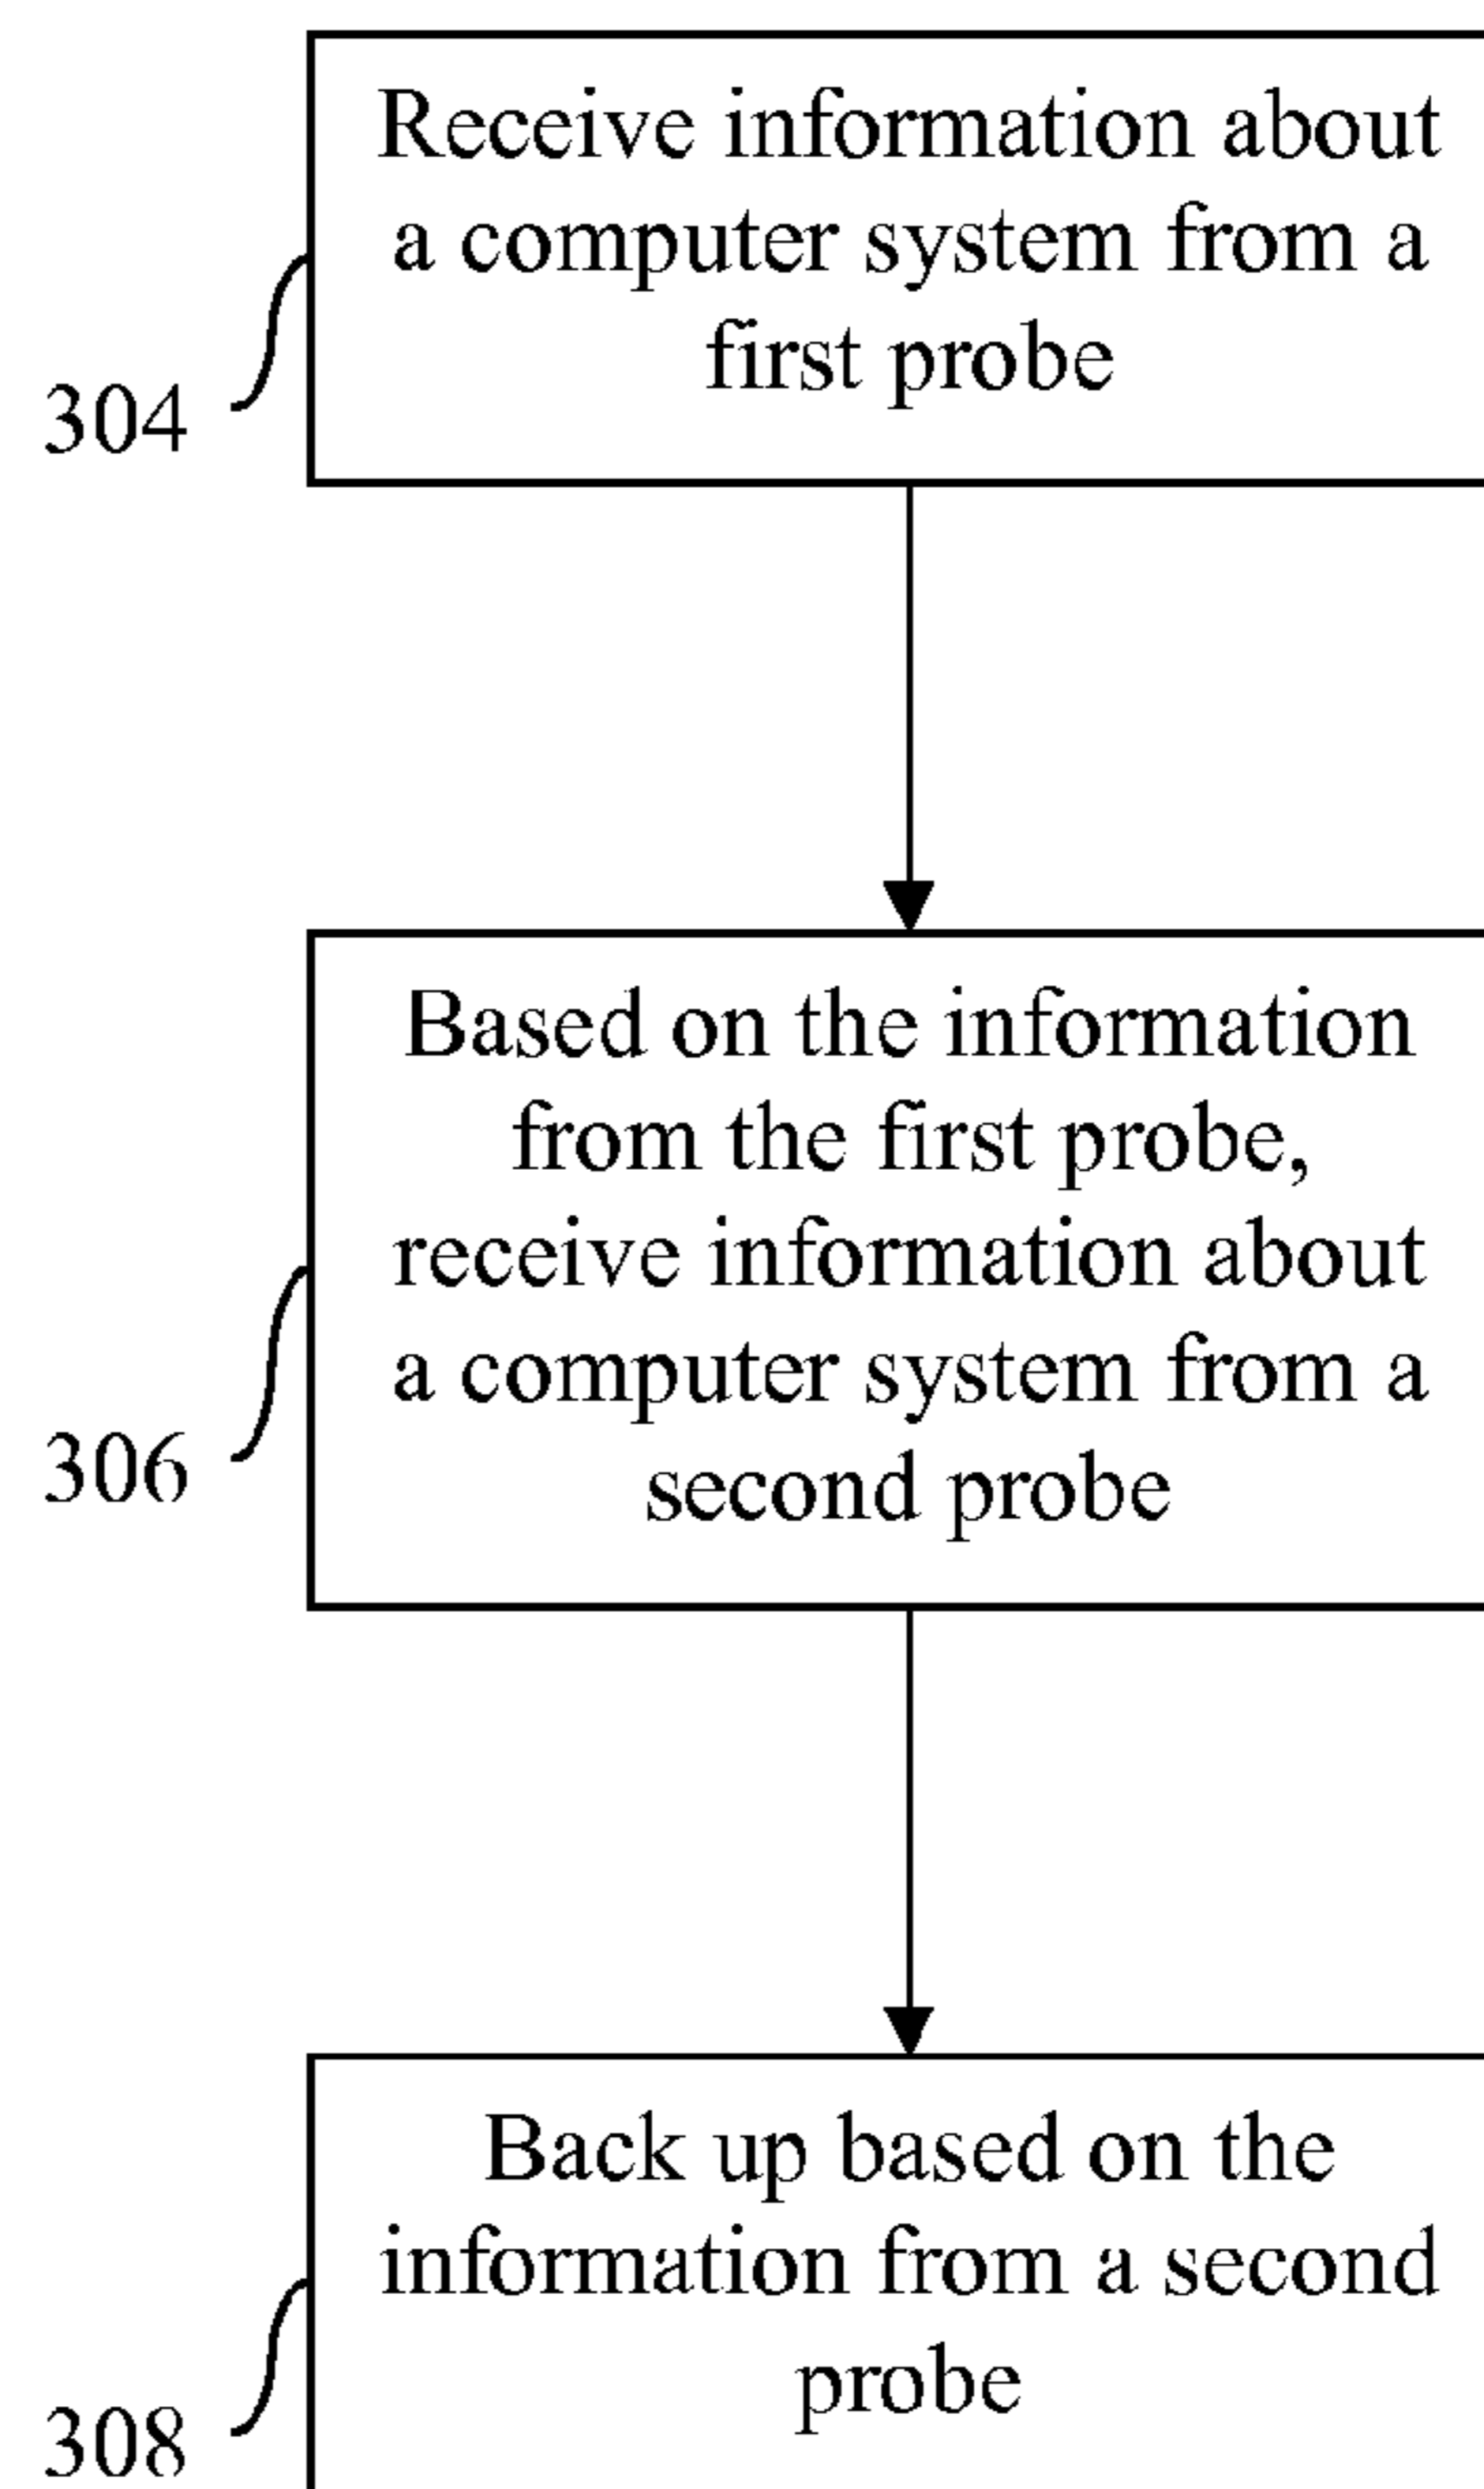 Receive information about
a computer system from a
first probe
304
Based on the information
from the first probe,
receive information about
a computer system from a
second probe
306
Back up based on the
information from a second
probe
308